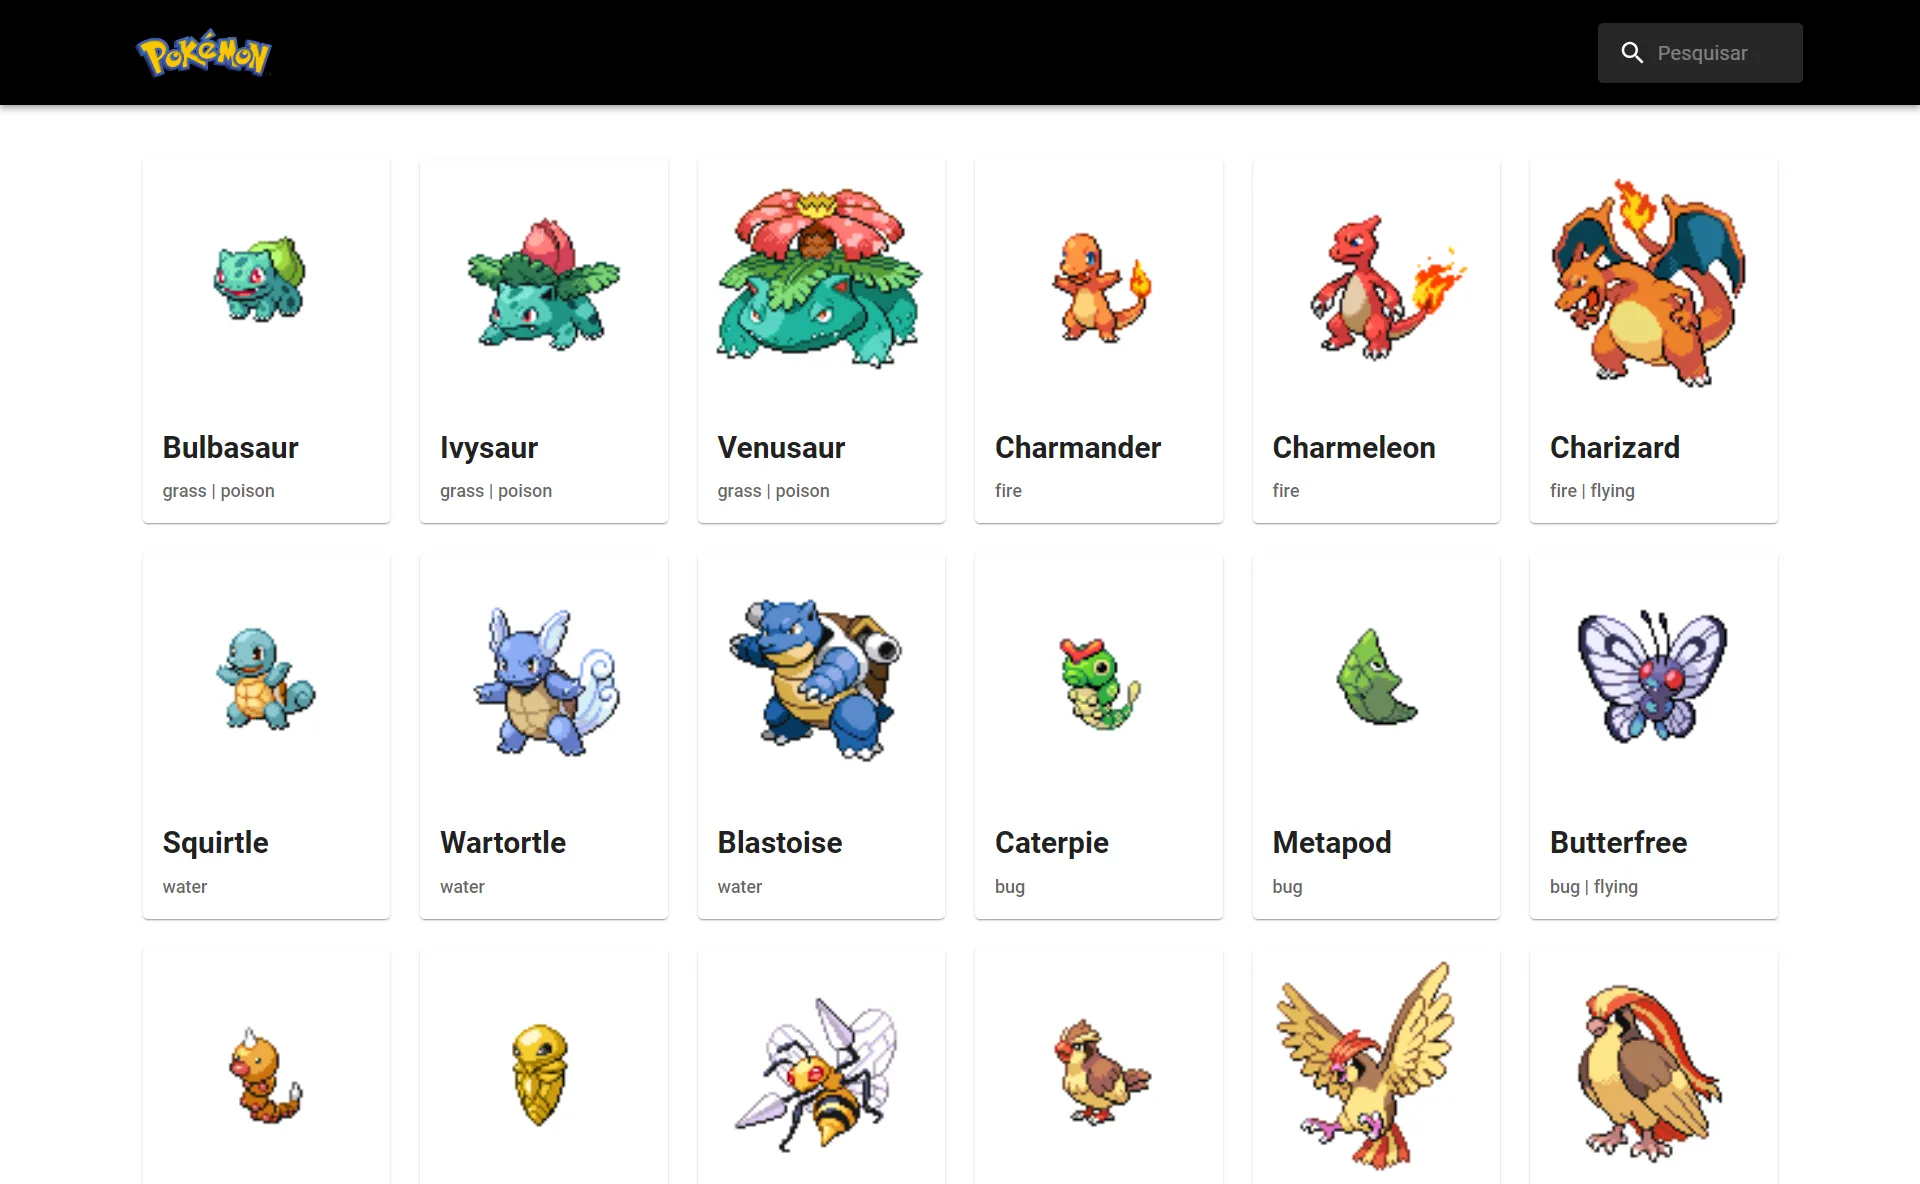 Pokémon
Pesquisar
Bulbasaur
grass | poison
Ivysaur
grass | poison
Venusaur
grass | poison
Charmander
fire
Charmeleon
fire
Charizard
fire | flying
Squirtle
water
Wartortle
water
Blastoise
water
Caterpie
bug
Metapod
bug
Butterfree
bug | flying